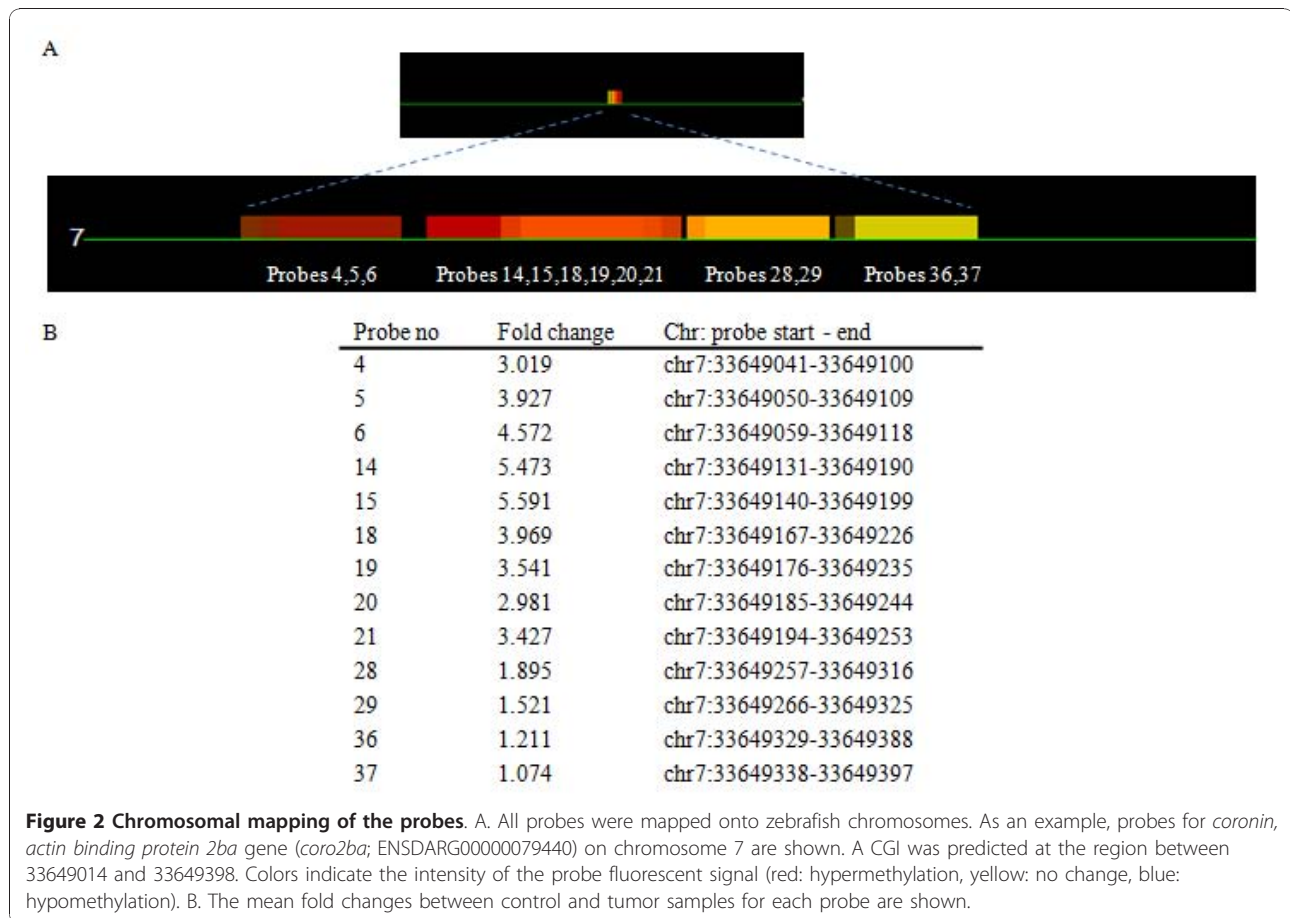 A
7
Probes 4,5,6 Probes 14,15,18,19,20,21 Probes 28,29 Probes 36,37
B
Probe no Fold change Chr: probe start - end
4 3.019 chr7:33649041-33649100
5 3.927 chr7:33649050-33649109
6 4.572 chr7:33649059-33649118
14 5.473 chr7:33649131-33649190
15 5.591 chr7:33649140-33649199
18 3.969 chr7:33649167-33649226
19 3.541 chr7:33649176-33649235
20 2.981 chr7:33649185-33649244
21 3.427 chr7:33649194-33649253
28 1.895 chr7:33649257-33649316
29 1.521 chr7:33649266-33649325
36 1.211 chr7:33649329-33649388
37 1.074 chr7:33649338-33649397
Figure 2 Chromosomal mapping of the probes. A. All probes were mapped onto zebrafish chromosomes. As an example, probes for coronin,
actin binding protein 2ba gene (coro2ba; ENSDARG00000079440) on chromosome 7 are shown. A CGI was predicted at the region between
33649014 and 33649398. Colors indicate the intensity of the probe fluorescent signal (red: hypermethylation, yellow: no change, blue:
hypomethylation). B. The mean fold changes between control and tumor samples for each probe are shown.